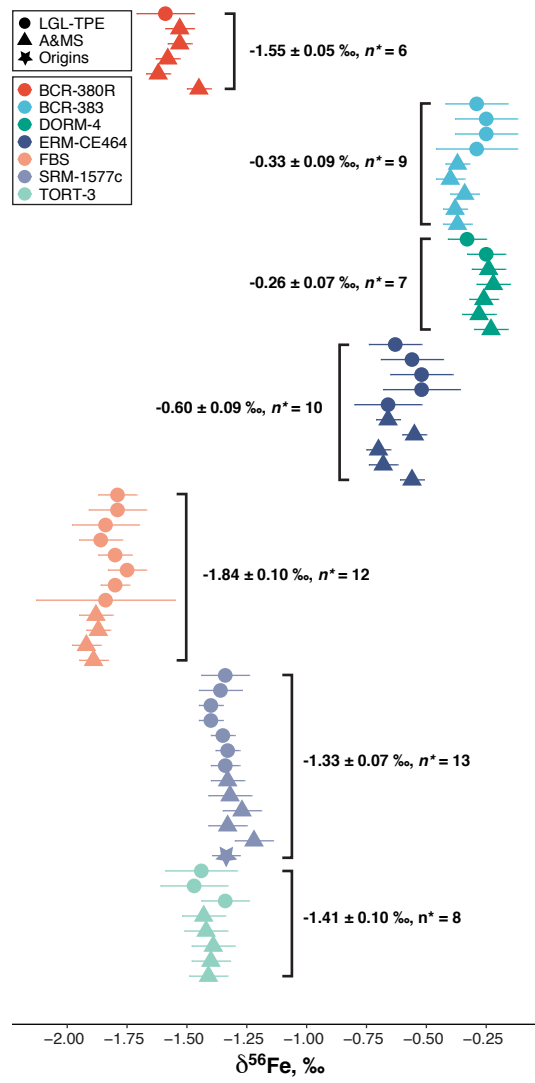 LGL-TPE
A&MS
Origins
BCR-380R
BCR-383
DORM-4
ERM-CE464
FBS
SRM-1577c
TORT-3
-1.55 ± 0.05 ‰, n* = 6
-0.33 ± 0.09 ‰, n* = 9
-0.26 ± 0.07 ‰, n* = 7
-0.60 ± 0.09 ‰, n* = 10
-1.84 ± 0.10 ‰, n* = 12
-1.33 ± 0.07 ‰, n* = 13
-1.41 ± 0.10 ‰, n* = 8
−2.00 −1.75 −1.50 −1.25 −1.00 −0.75 −0.50 −0.25
δ⁵⁶Fe, ‰